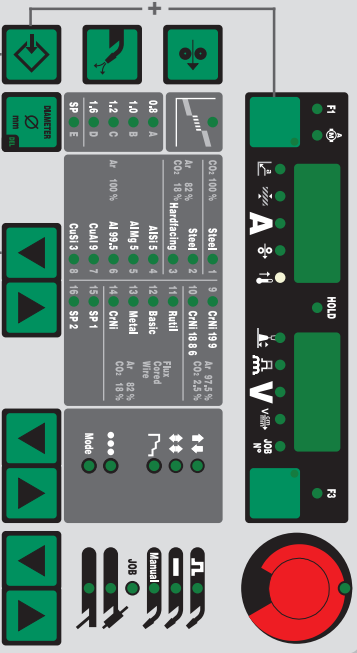 F1 HOLD F3
A
M
a A V JOB
N°
CO₂ 100 % Steel 1 9 CrNi 19 9 Ar 97,5 %
Ar 82 % Steel 2 10 CrNi 18 8 6 CO₂ 2,5 %
CO₂ 18 % Hardfacing 3 11 Rutil Flux
AlSi 5 4 12 Basic Cored
AlMg 5 5 13 Metal Wire
Ar 100 % Al 99,5 6 14 CrNi Ar 82 %
CO₂ 18 %
CuAl 9 7 15 SP 1
CuSi 3 8 16 SP 2
0,8 A
1,0 B
1,2 C
1,6 D
SP E
Mode
Manual
JOB
DIAMETER
mm